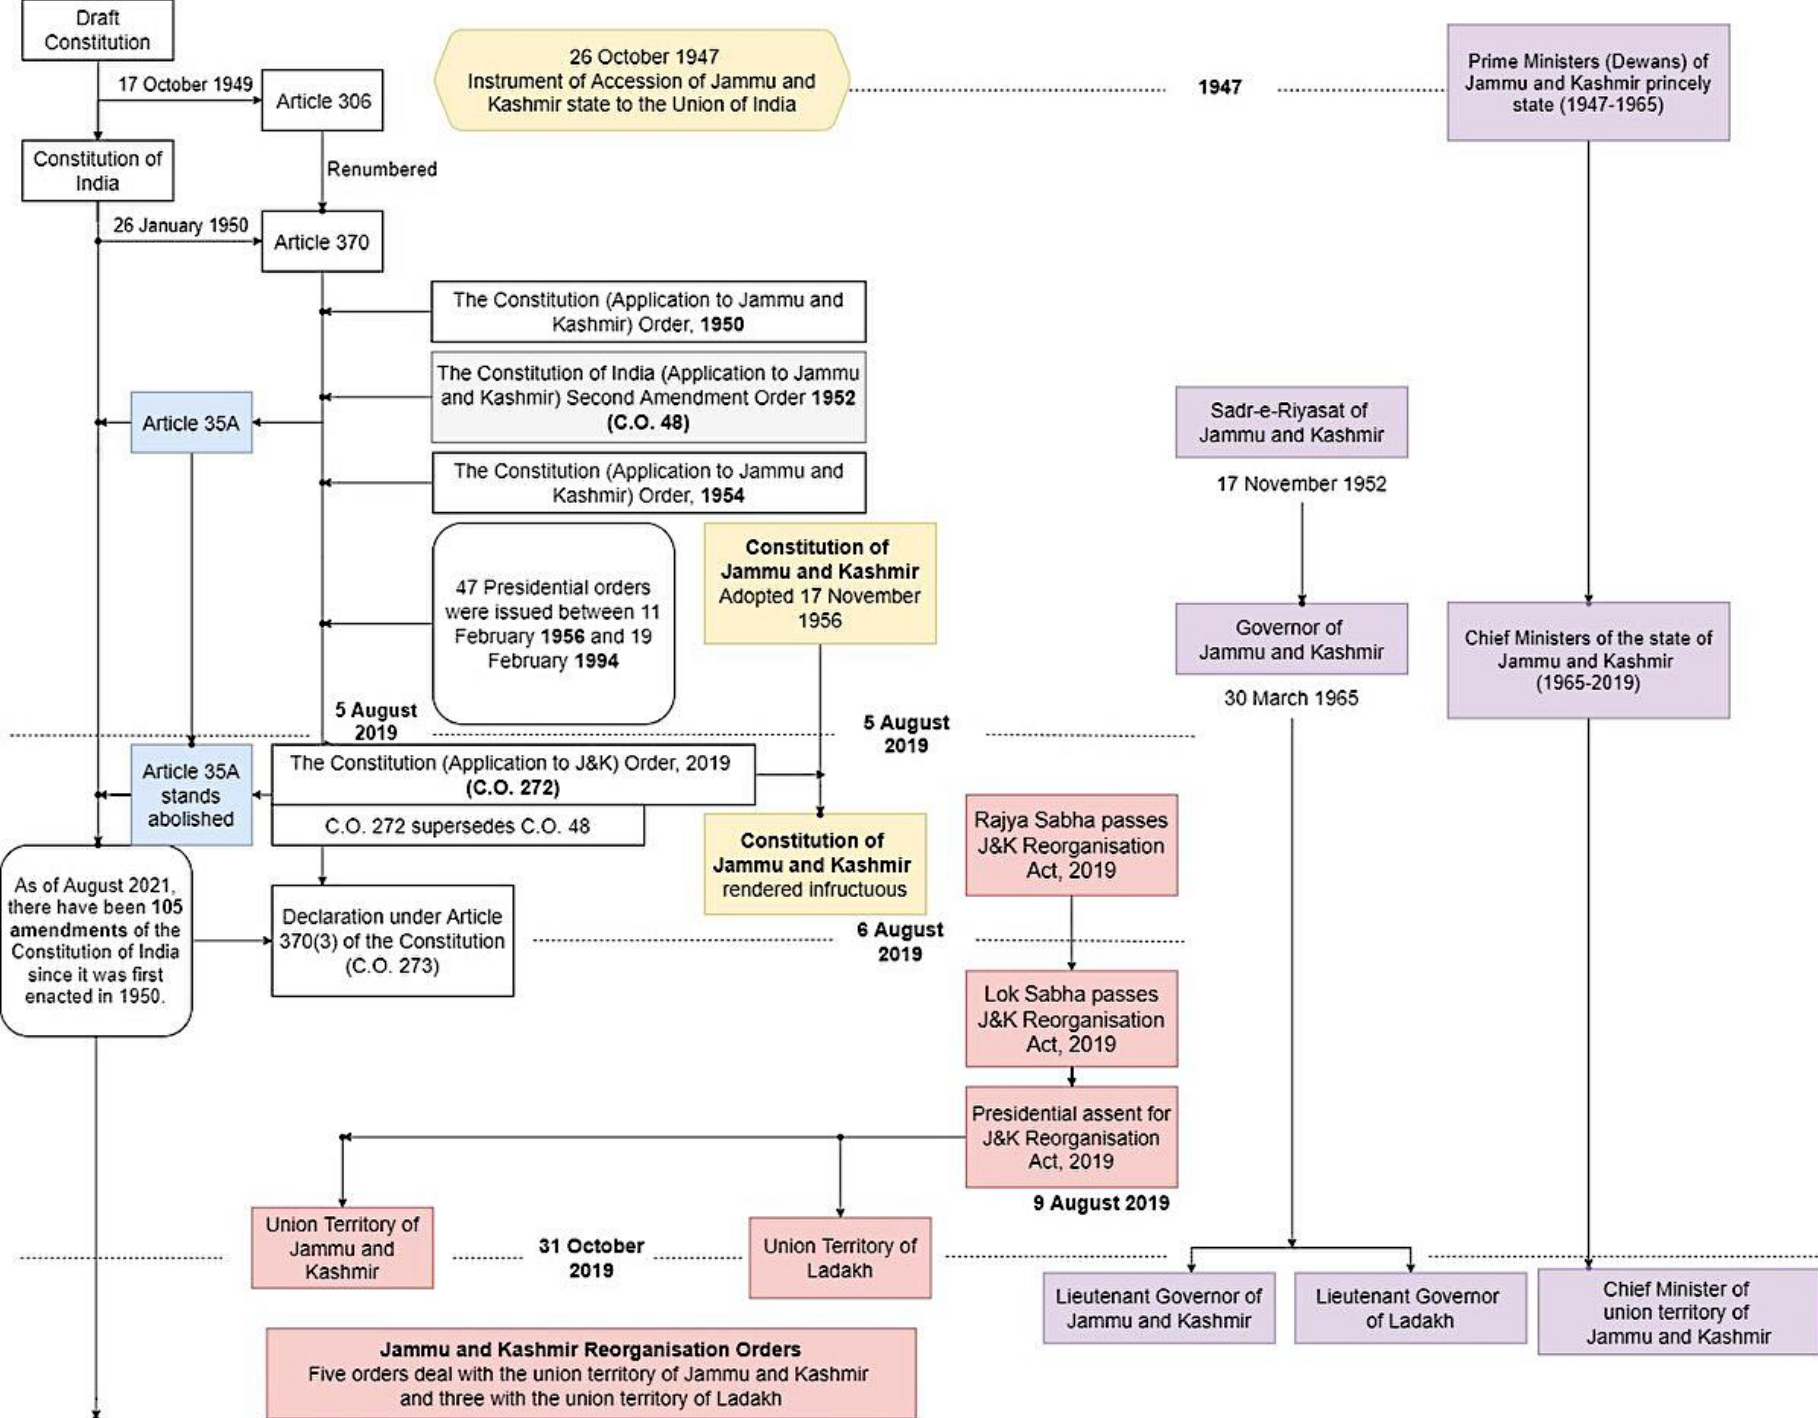 Draft
Constitution
17 October 1949
Article 306
26 October 1947
Instrument of Accession of Jammu and
Kashmir state to the Union of India
1947
Prime Ministers (Dewans) of
Jammu and Kashmir princely
state (1947-1965)
Constitution of
India
Renumbered
26 January 1950
Article 370
The Constitution (Application to Jammu and
Kashmir) Order, 1950
The Constitution of India (Application to Jammu
and Kashmir) Second Amendment Order 1952
(C.O. 48)
Article 35A
The Constitution (Application to Jammu and
Kashmir) Order, 1954
Sadr-e-Riyasat of
Jammu and Kashmir
17 November 1952
47 Presidential orders
were issued between 11
February 1956 and 19
February 1994
Constitution of
Jammu and Kashmir
Adopted 17 November
1956
Governor of
Jammu and Kashmir
30 March 1965
Chief Ministers of the state of
Jammu and Kashmir
(1965-2019)
5 August
2019
5 August
2019
Article 35A
stands
abolished
The Constitution (Application to J&K) Order, 2019
(C.O. 272)
C.O. 272 supersedes C.O. 48
Constitution of
Jammu and Kashmir
rendered infructuous
Rajya Sabha passes
J&K Reorganisation
Act, 2019
As of August 2021,
there have been 105
amendments of the
Constitution of India
since it was first
enacted in 1950.
Declaration under Article
370(3) of the Constitution
(C.O. 273)
6 August
2019
Lok Sabha passes
J&K Reorganisation
Act, 2019
Presidential assent for
J&K Reorganisation
Act, 2019
9 August 2019
Union Territory of
Jammu and
Kashmir
31 October
2019
Union Territory of
Ladakh
Lieutenant Governor of
Jammu and Kashmir
Lieutenant Governor
of Ladakh
Chief Minister of
union territory of
Jammu and Kashmir
Jammu and Kashmir Reorganisation Orders
Five orders deal with the union territory of Jammu and Kashmir
and three with the union territory of Ladakh